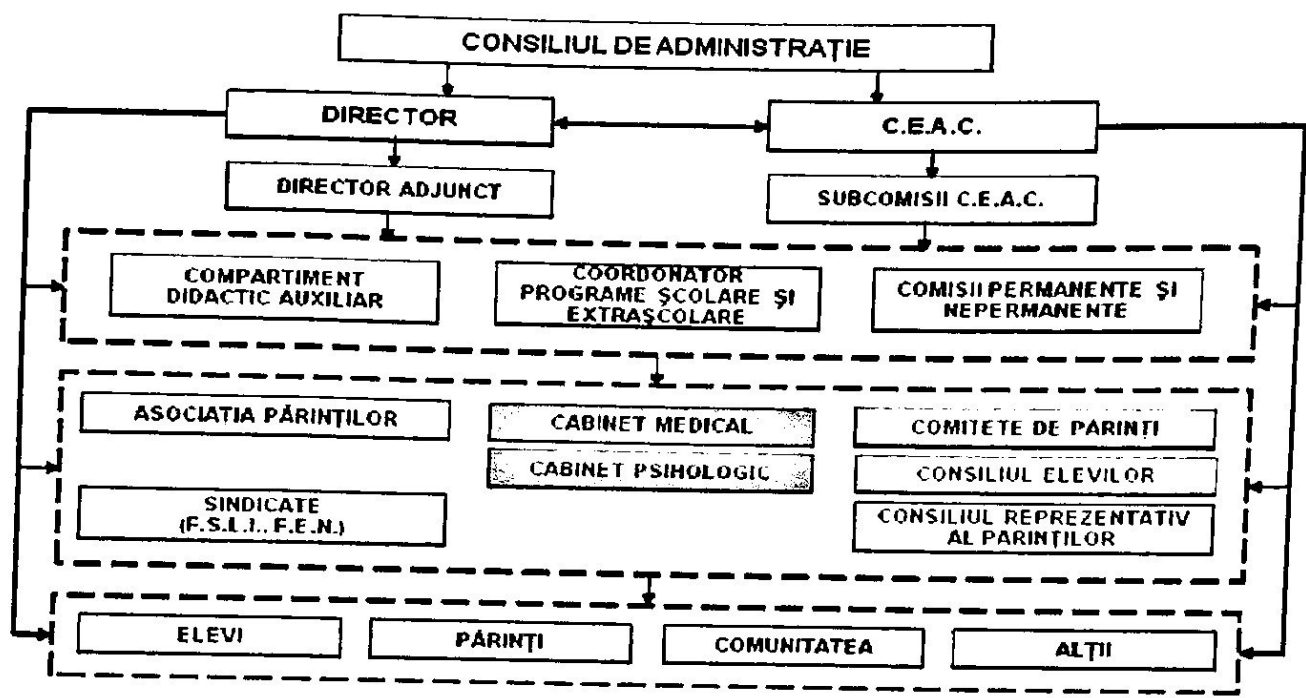 CONSILIUL DE ADMINISTRAȚIE
DIRECTOR
C.E.A.C.
DIRECTOR ADJUNCT
SUBCOMISII C.E.A.C.
COMPARTIMENT
DIDACTIC AUXILIAR
COORDONATOR
PROGRAME ȘCOLARE ȘI
EXTRAȘCOLARE
COMISII PERMANENTE ȘI
NEPERMANENTE
ASOCIAȚIA PĂRINȚILOR
CABINET MEDICAL
COMITETE DE PĂRINȚI
CABINET PSIHOLOGIC
CONSILIUL ELEVILOR
SINDICATE
(F.S.L.I., F.E.N.)
CONSILIUL REPREZENTATIV
AL PĂRINȚILOR
ELEVI
PĂRINȚI
COMUNITATEA
ALȚII